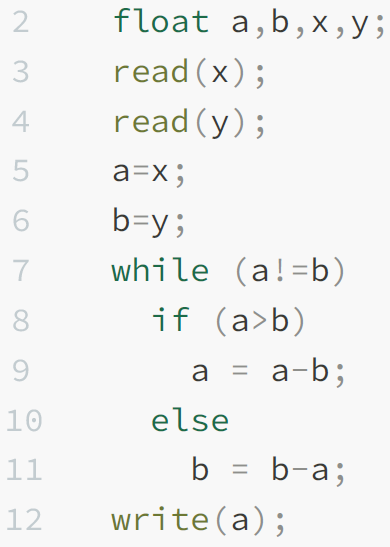 2 float a,b,x,y;
3 read(x);
4 read(y);
5 a=x;
6 b=y;
7 while (a!=b)
8 if (a>b)
9 a = a-b;
10 else
11 b = b-a;
12 write(a);